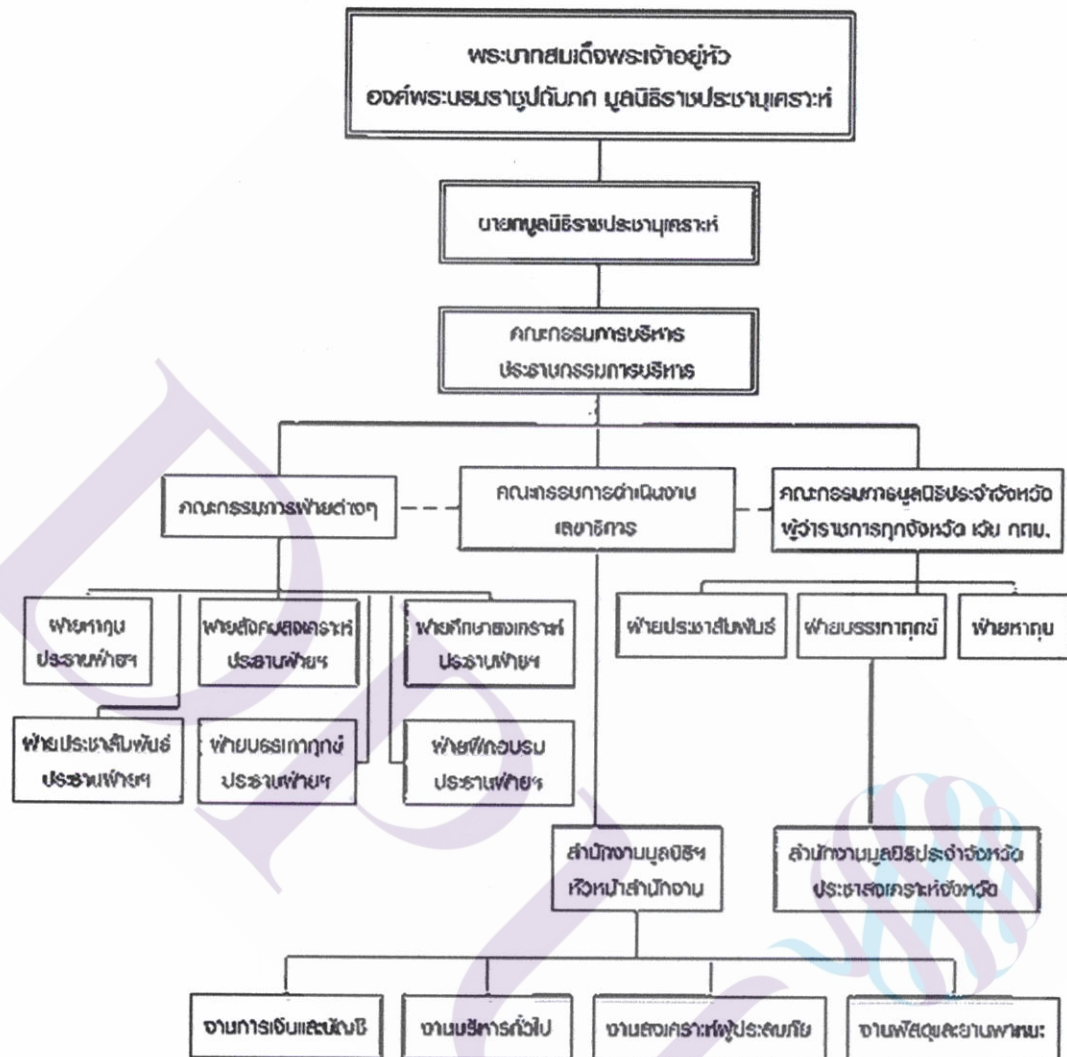 พระบาทสมเด็จพระเจ้าอยู่หัว
องค์พระบรมราชูปถัมภก มูลนิธิราชประชานุเคราะห์
นายกมูลนิธิราชประชานุเคราะห์
คณะกรรมการบริหาร
ประธานกรรมการบริหาร
คณะกรรมการฝ่ายต่างๆ
คณะกรรมการดำเนินงาน
เลขาธิการ
คณะกรรมการมูลนิธิประจำจังหวัด
ผู้ว่าราชการทุกจังหวัด เว้น กทม.
ฝ่ายหาทุน
ประธานฝ่ายฯ
ฝ่ายสังคมสงเคราะห์
ประธานฝ่ายฯ
ฝ่ายศึกษาสงเคราะห์
ประธานฝ่ายฯ
ฝ่ายประชาสัมพันธ์
ฝ่ายบรรเทาทุกข์
ฝ่ายหาทุน
ฝ่ายประชาสัมพันธ์
ประธานฝ่ายฯ
ฝ่ายบรรเทาทุกข์
ประธานฝ่ายฯ
ฝ่ายฝึกอบรม
ประธานฝ่ายฯ
สำนักงานมูลนิธิฯ
หัวหน้าสำนักงาน
สำนักงานมูลนิธิประจำจังหวัด
ประชาสงเคราะห์จังหวัด
งานการเงินและบัญชี
งานบริหารทั่วไป
งานสงเคราะห์ผู้ประสบภัย
งานพัสดุและยานพาหนะ